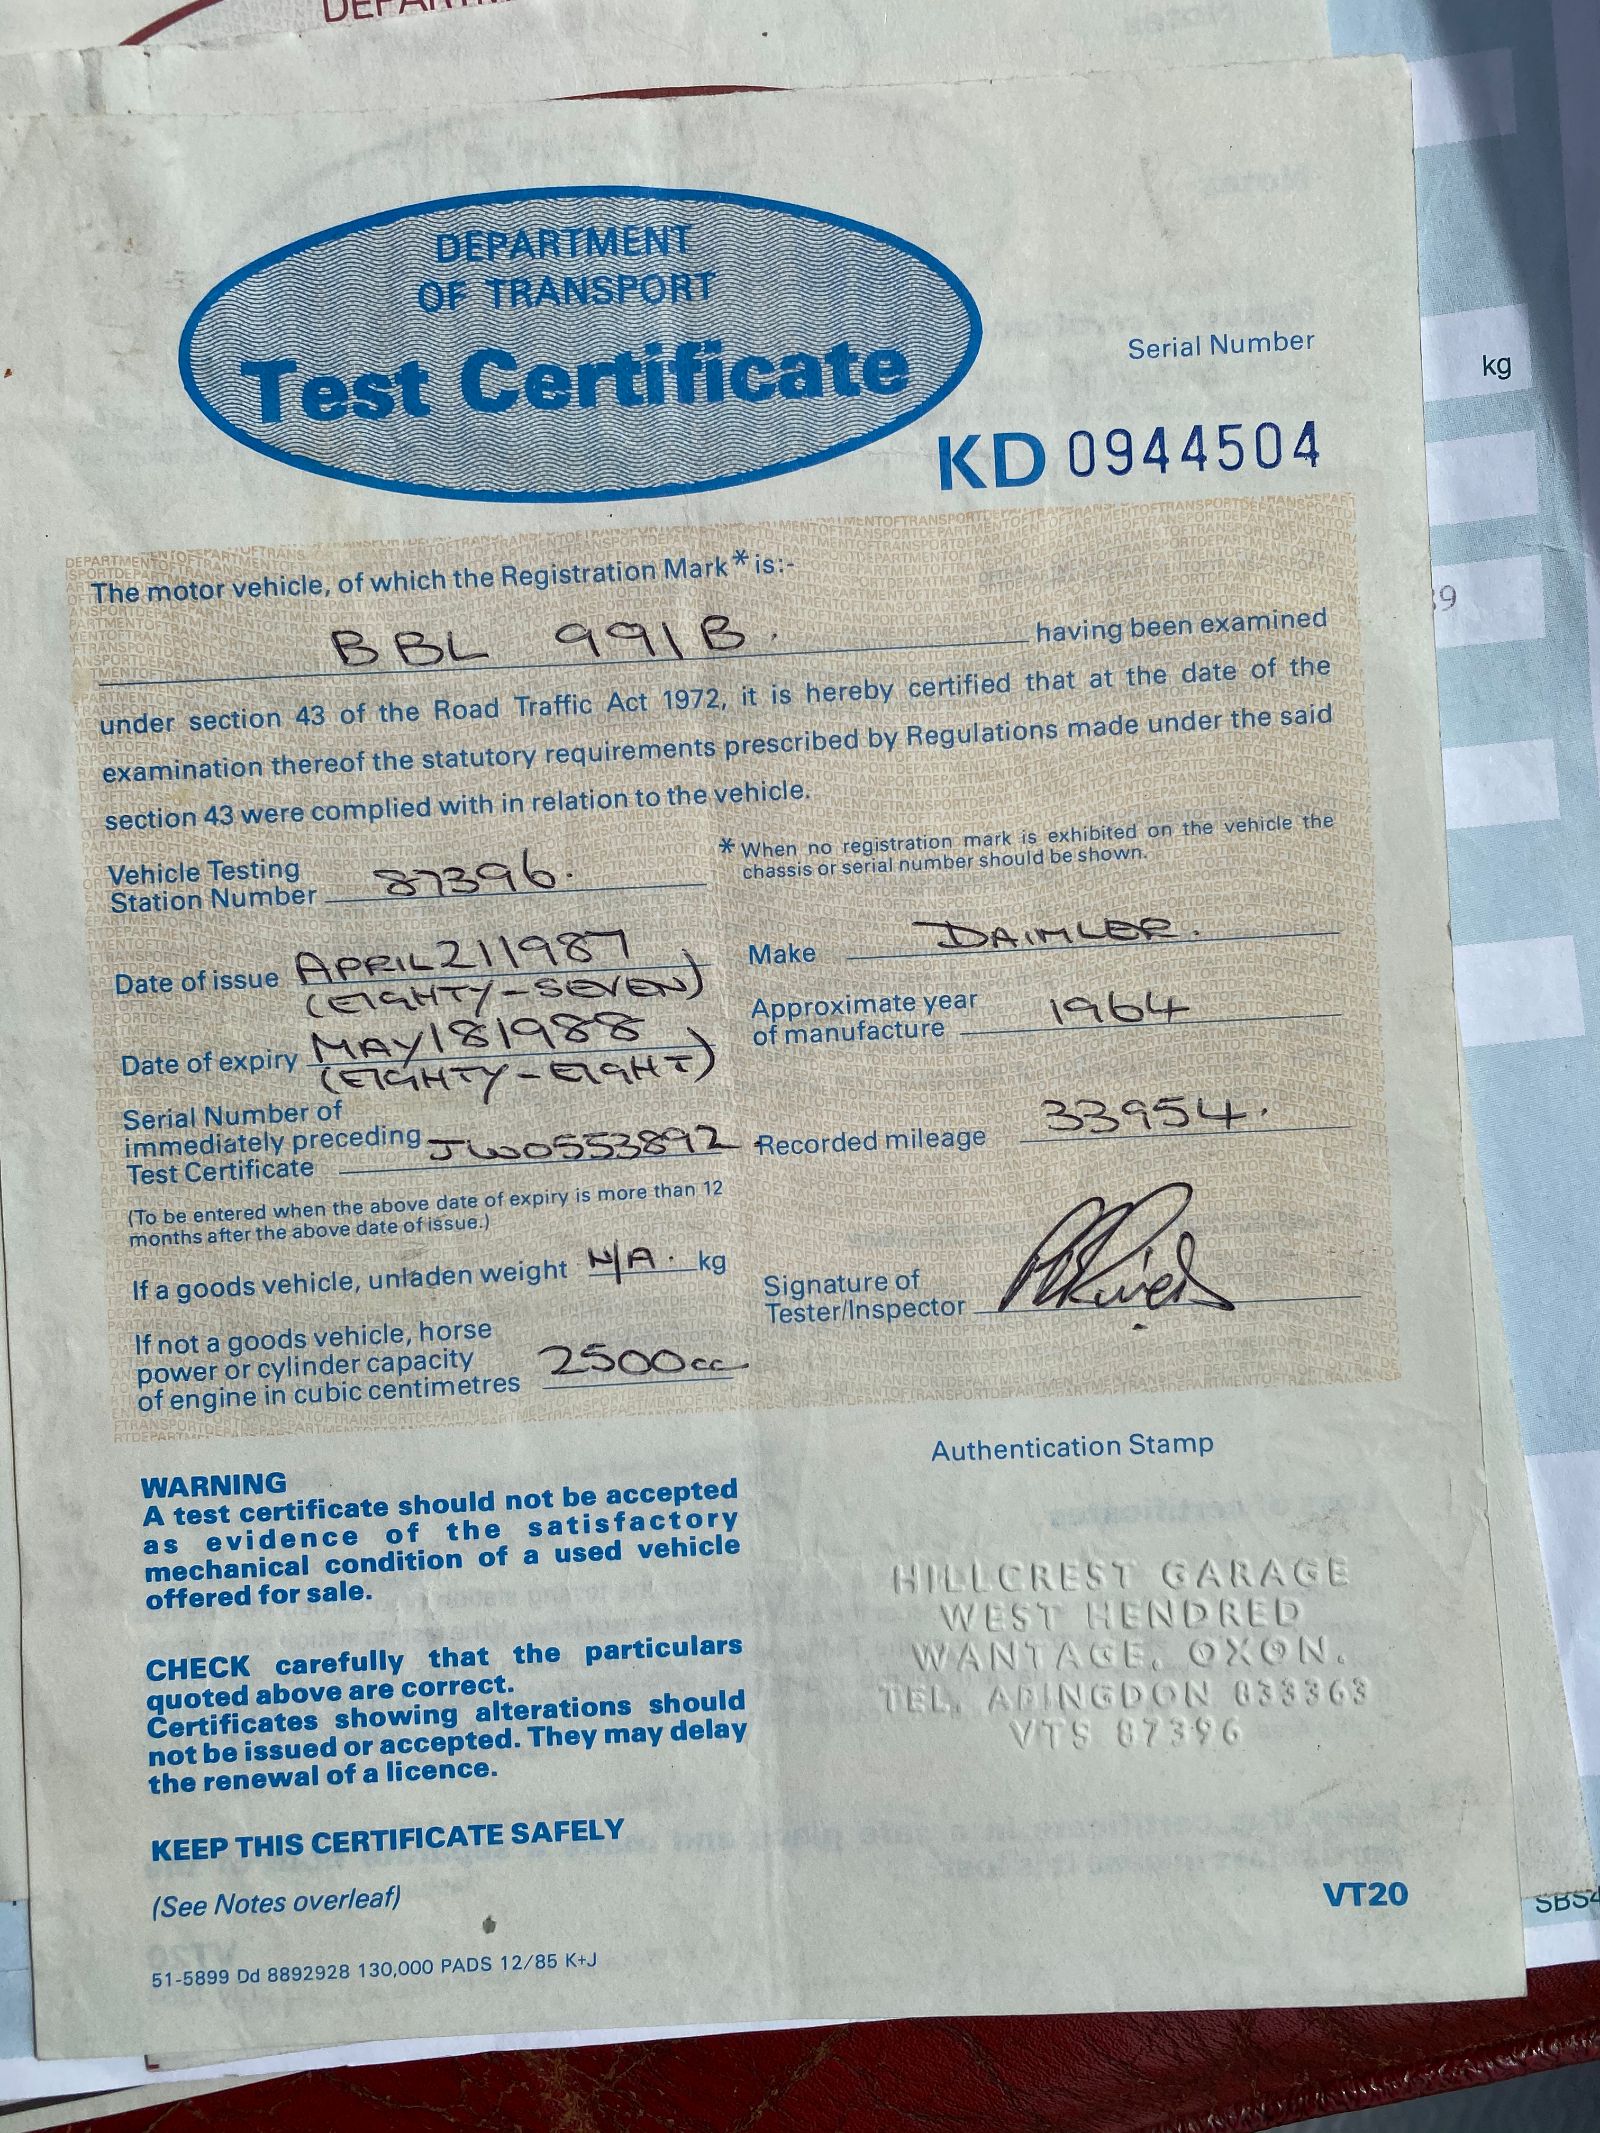 DEPARTMENT
OF TRANSPORT
Test Certificate
Serial Number
KD 0944504
kg
The motor vehicle, of which the Registration Mark * is:-
BBL 991B.
having been examined
under section 43 of the Road Traffic Act 1972, it is hereby certified that at the date of the
examination thereof the statutory requirements prescribed by Regulations made under the said
section 43 were complied with in relation to the vehicle.
* When no registration mark is exhibited on the vehicle the
chassis or serial number should be shown.
Vehicle Testing
Station Number 87396.
Date of issue APRIL 21 1987
(EIGHTY-SEVEN)
Date of expiry MAY 18 1988
(EIGHTY-EIGHT)
Serial Number of
immediately preceding
Test Certificate JW0553892
(To be entered when the above date of expiry is more than 12
months after the above date of issue.)
If a goods vehicle, unladen weight N/A. kg
If not a goods vehicle, horse
power or cylinder capacity
of engine in cubic centimetres 2500cc
Make DAIMLER.
Approximate year
of manufacture 1964
Recorded mileage 33954.
Signature of
Tester/Inspector
WARNING
A test certificate should not be accepted
as evidence of the satisfactory
mechanical condition of a used vehicle
offered for sale.
CHECK carefully that the particulars
quoted above are correct.
Certificates showing alterations should
not be issued or accepted. They may delay
the renewal of a licence.
KEEP THIS CERTIFICATE SAFELY
(See Notes overleaf)
51-5899 Dd 8892928 130,000 PADS 12/85 K+J
Authentication Stamp
HILLCREST GARAGE
WEST HENDRED
WANTAGE, OXON.
TEL. ABINGDON 833363
VTS 87396
VT20